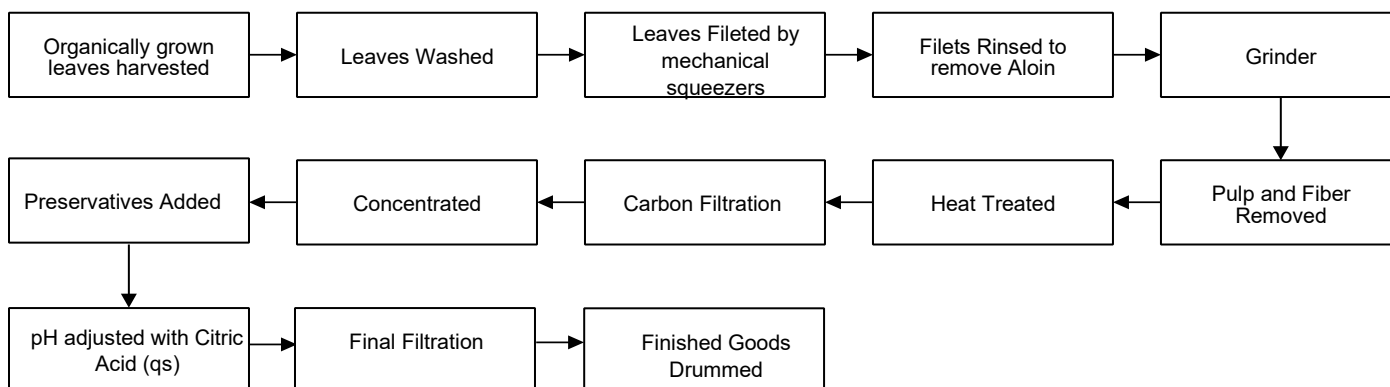 Organically grown
leaves harvested
Leaves Washed
Leaves Fileted by
mechanical
squeezers
Filets Rinsed to
remove Aloin
Grinder
Pulp and Fiber
Removed
Heat Treated
Carbon Filtration
Concentrated
Preservatives Added
pH adjusted with Citric
Acid (qs)
Final Filtration
Finished Goods
Drummed